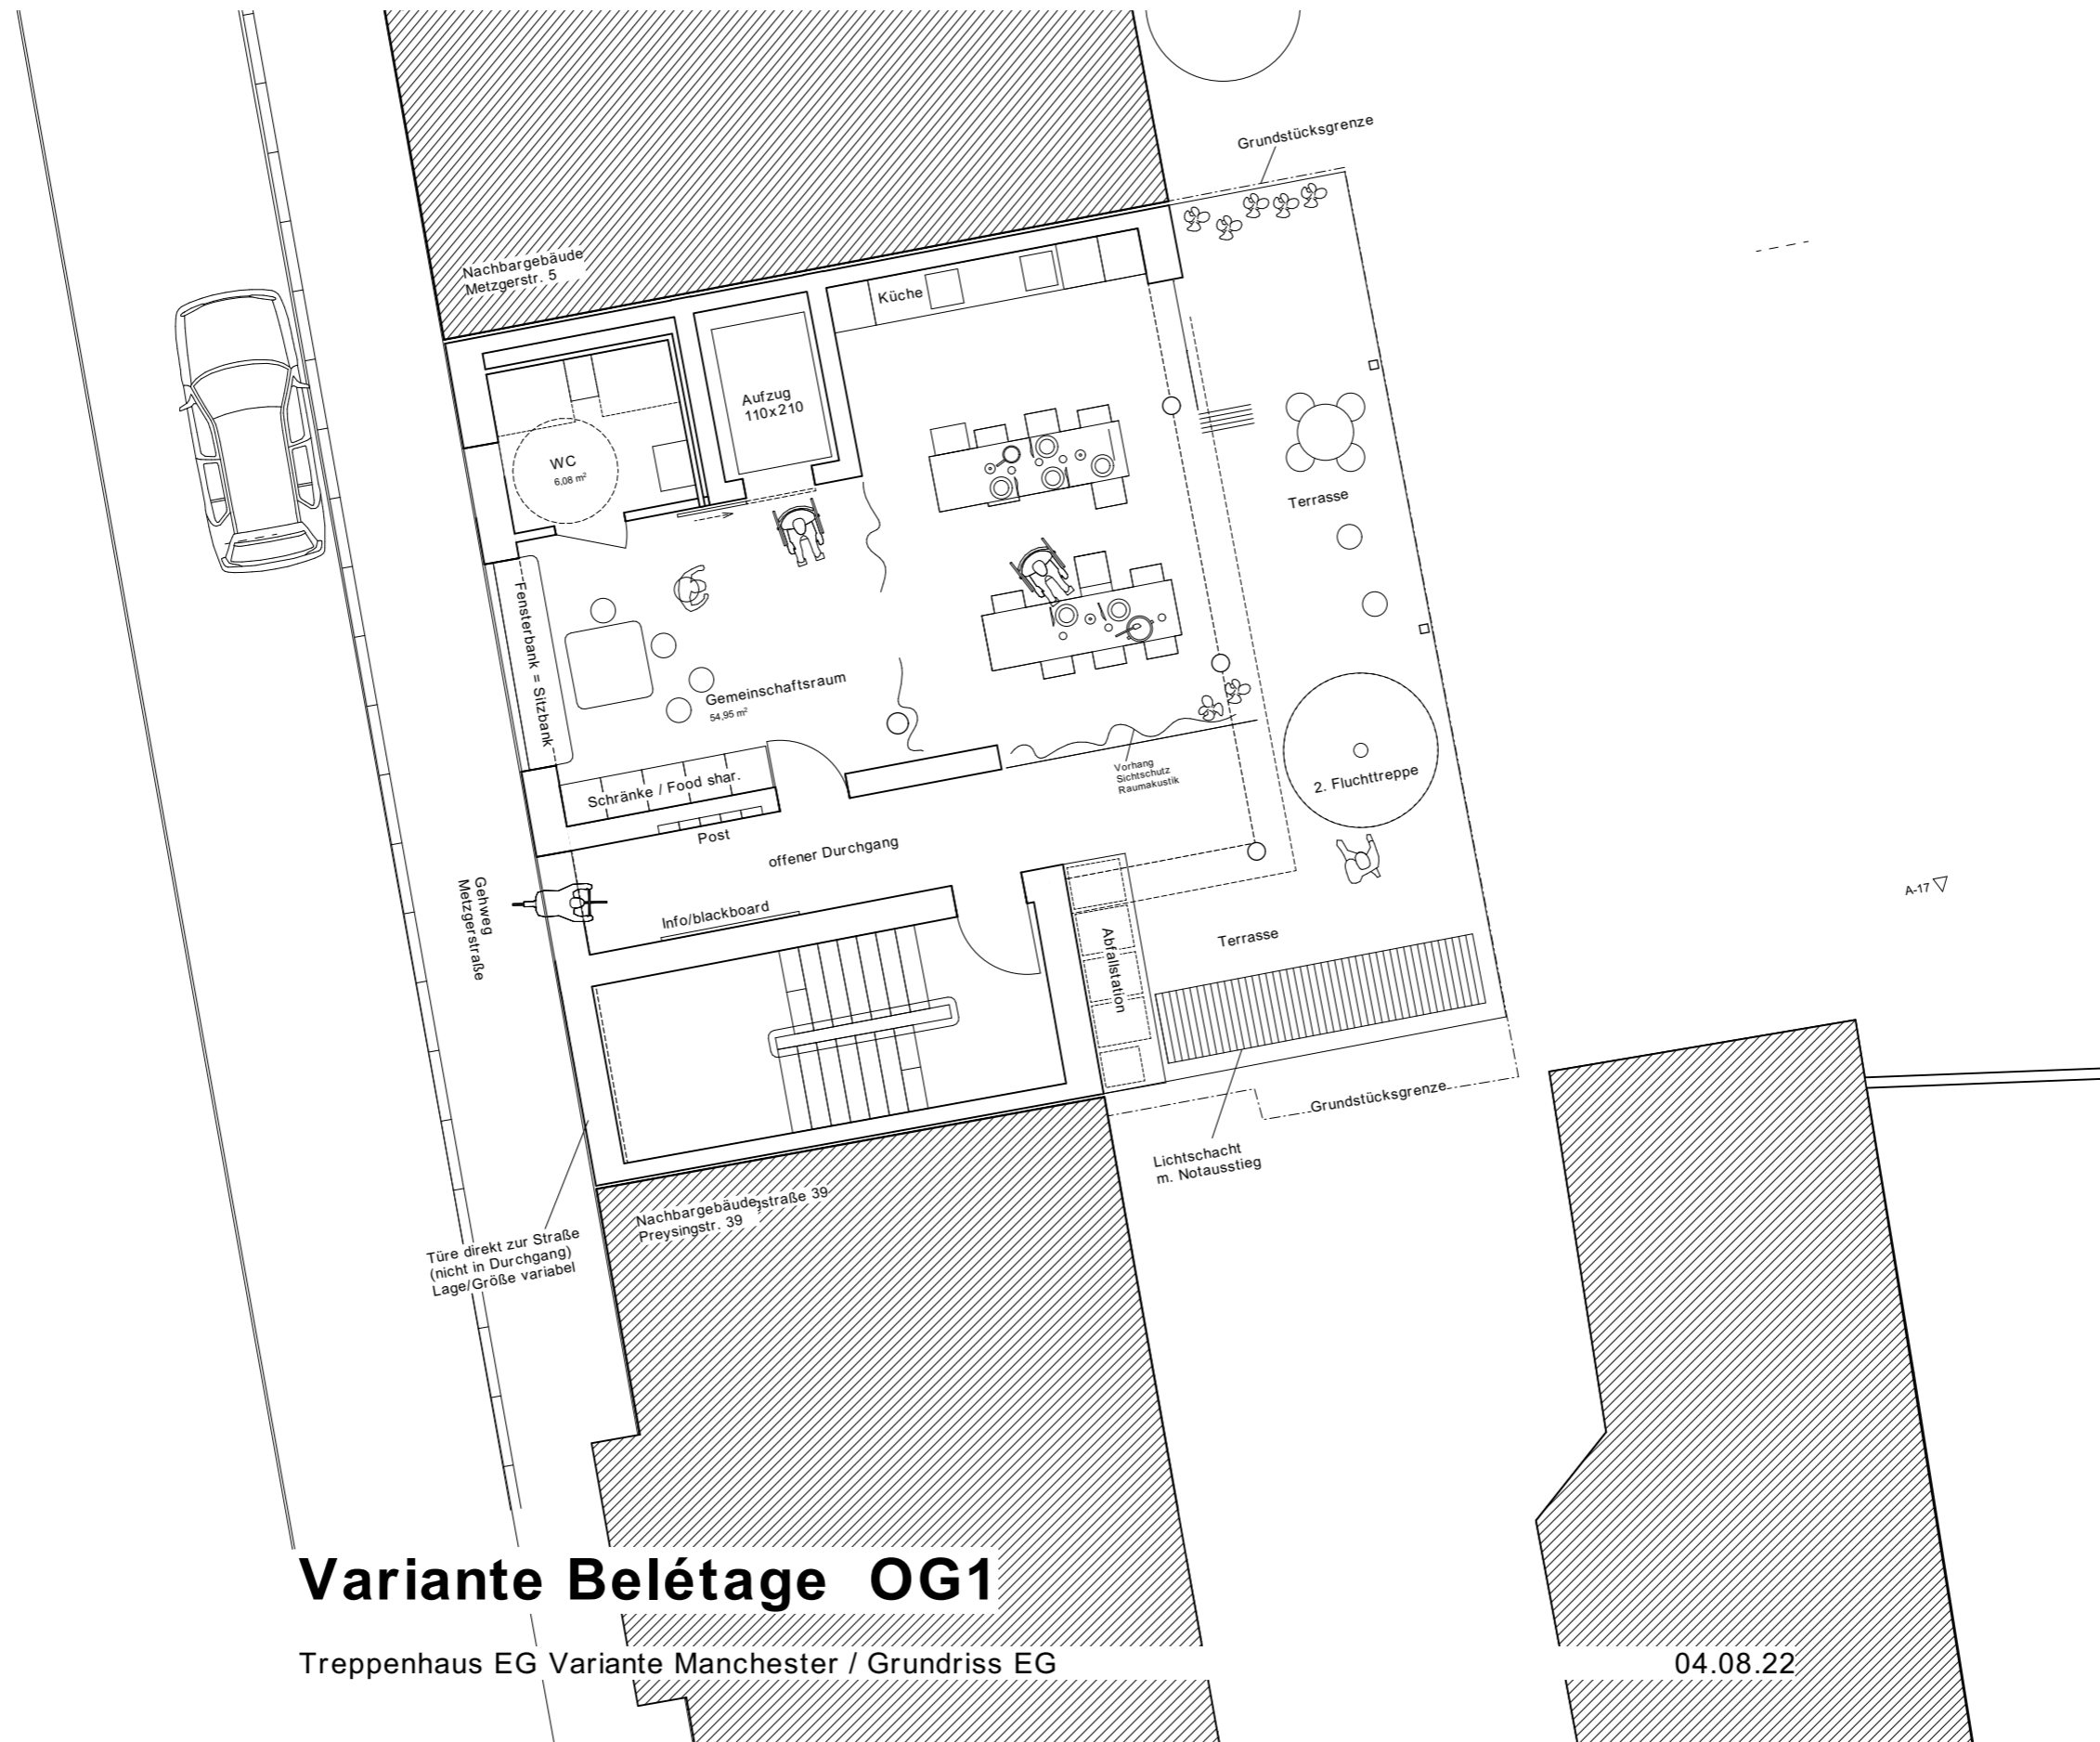 Grundstücksgrenze
Nachbargebäude
Metzgerstr. 5
Küche
Aufzug
110x210
WC
6,08 m²
Terrasse
Fensterbank = Sitzbank
Gemeinschaftsraum
54,95 m²
Vorhang
Sichtschutz
Raumakustik
2. Fluchttreppe
Schränke / Food shar.
Post
offener Durchgang
Gehweg
Metzgerstraße
Info/blackboard
Abfallstation
Terrasse
A-17
Grundstücksgrenze
Lichtschacht
m. Notausstieg
Nachbargebäude gstraße 39
Preysingstr. 39
Türe direkt zur Straße
(nicht in Durchgang)
Lage/Größe variabel
Variante Belétage OG1
Treppenhaus EG Variante Manchester / Grundriss EG
04.08.22